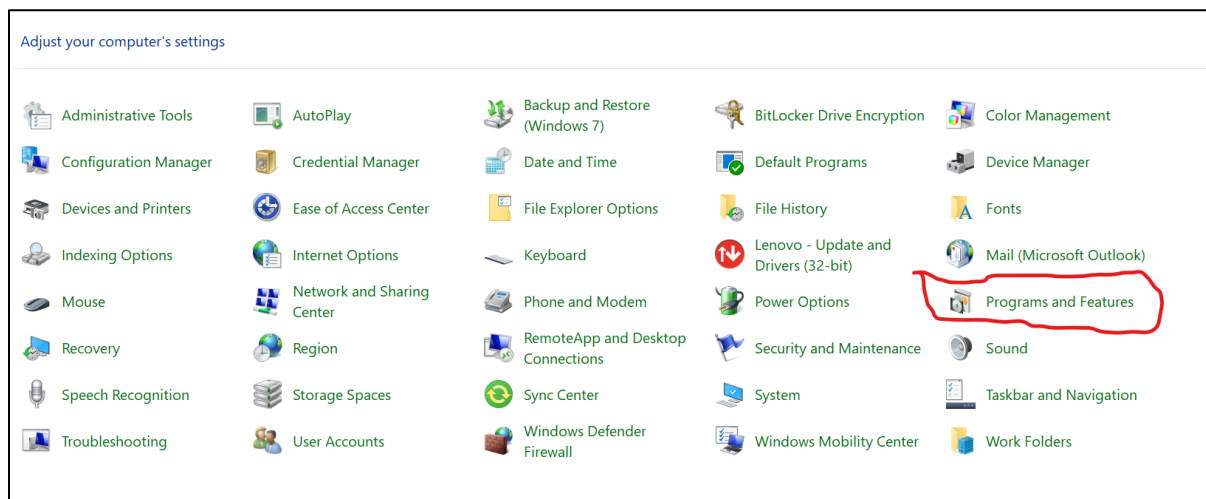 Adjust your computer's settings
Administrative Tools
AutoPlay
Backup and Restore
(Windows 7)
BitLocker Drive Encryption
Color Management
Configuration Manager
Credential Manager
Date and Time
Default Programs
Device Manager
Devices and Printers
Ease of Access Center
File Explorer Options
File History
Fonts
Indexing Options
Internet Options
Keyboard
Lenovo - Update and
Drivers (32-bit)
Mail (Microsoft Outlook)
Mouse
Network and Sharing
Center
Phone and Modem
Power Options
Programs and Features
Recovery
Region
RemoteApp and Desktop
Connections
Security and Maintenance
Sound
Speech Recognition
Storage Spaces
Sync Center
System
Taskbar and Navigation
Troubleshooting
User Accounts
Windows Defender
Firewall
Windows Mobility Center
Work Folders